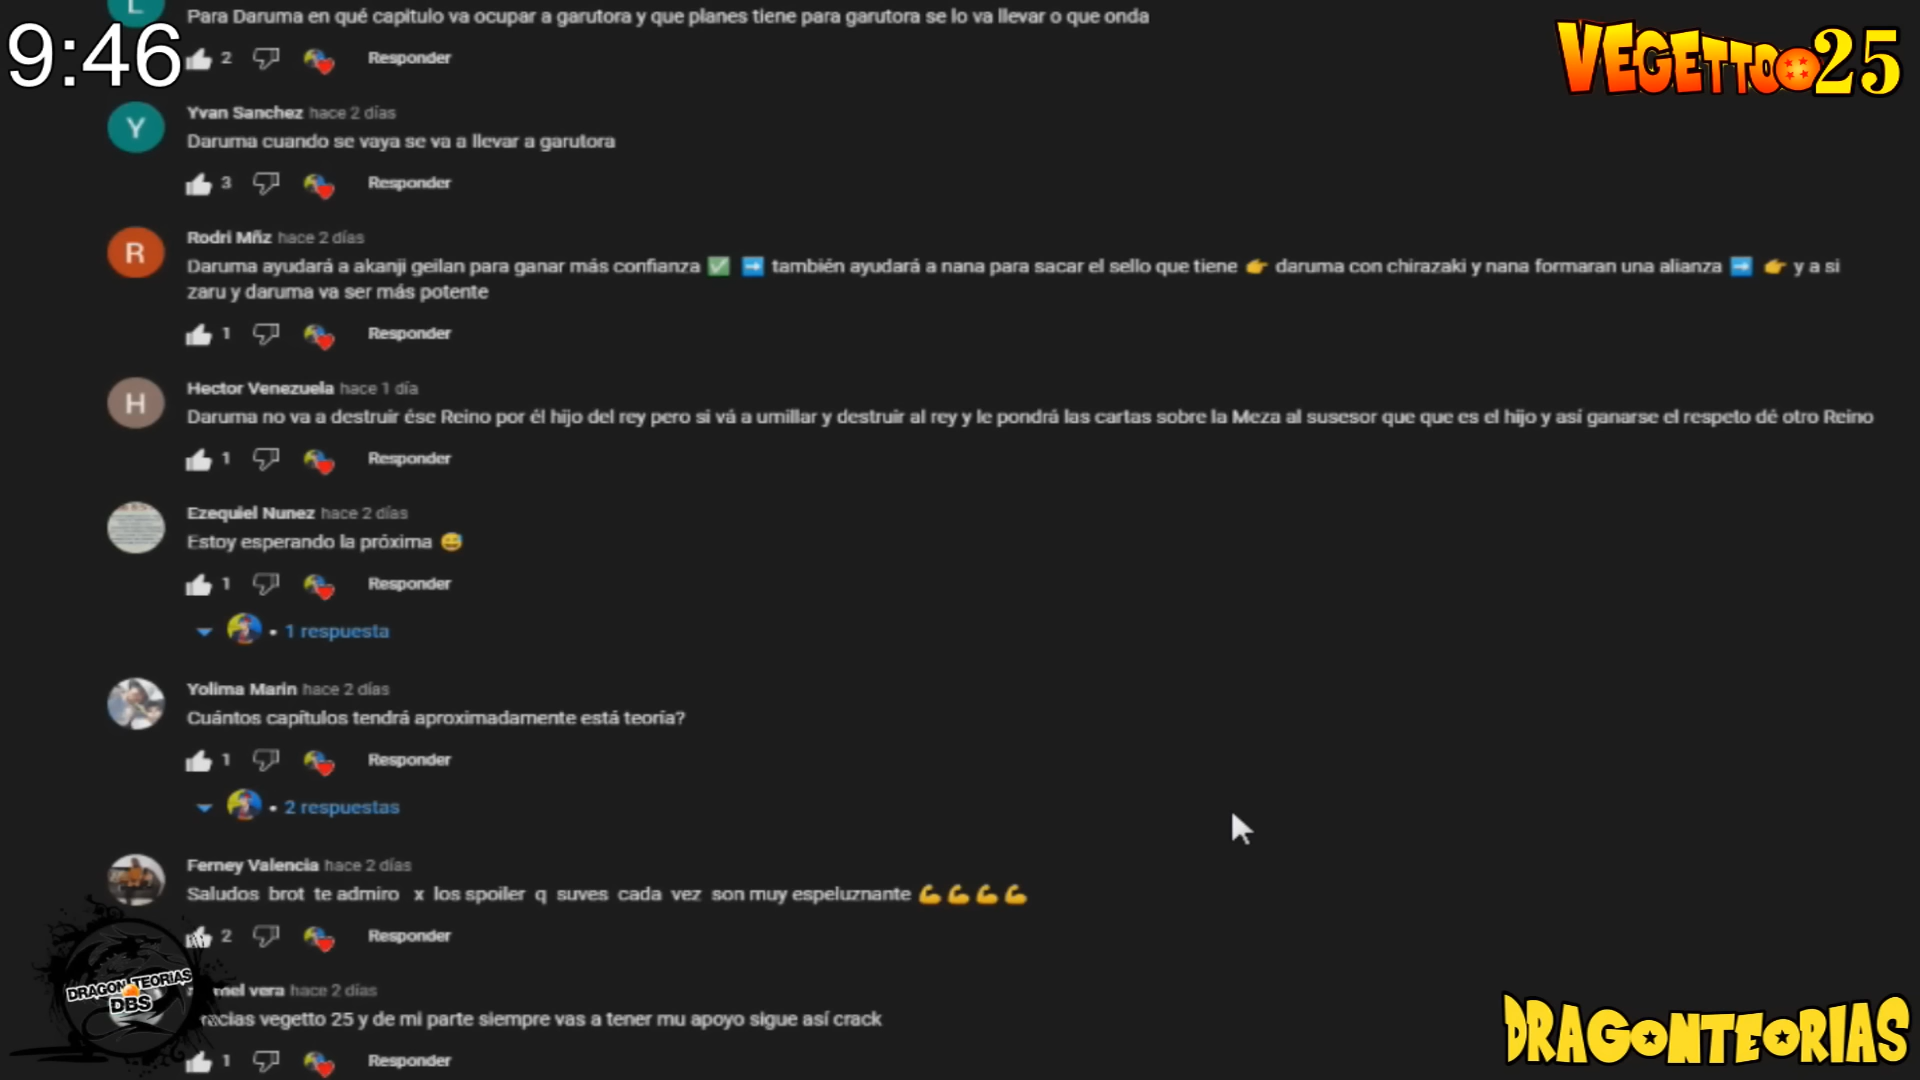 Para Daruma en qué capitulo va ocupar a garutora y que planes tiene para garutora se lo va llevar o que onda
9:46
VEGETTO 25
2 Responder
Y
Yvan Sanchez hace 2 días
Daruma cuando se vaya se va a llevar a garutora
3 Responder
R
Rodri Mñz hace 2 días
Daruma ayudará a akanji geilan para ganar más confianza ✅ ➡️ también ayudará a nana para sacar el sello que tiene 👉 daruma con chirazaki y nana formaran una alianza ➡️ 👉 y a si
zaru y daruma va ser más potente
1 Responder
H
Hector Venezuela hace 1 día
Daruma no va a destruir ése Reino por él hijo del rey pero si vá a umillar y destruir al rey y le pondrá las cartas sobre la Meza al susesor que que es el hijo y así ganarse el respeto dé otro Reino
1 Responder
Ezequiel Nunez hace 2 días
Estoy esperando la próxima 😅
1 Responder
• 1 respuesta
Yolima Marin hace 2 días
Cuántos capítulos tendrá aproximadamente está teoría?
1 Responder
• 2 respuestas
Ferney Valencia hace 2 días
Saludos brot te admiro x los spoiler q suves cada vez son muy espeluznante 💪💪💪💪
2 Responder
DRAGON TEORIAS
DBS
vera hace 2 días
vegetto 25 y de mi parte siempre vas a tener mu apoyo sigue así crack
1 Responder
DRAGONTEORIAS